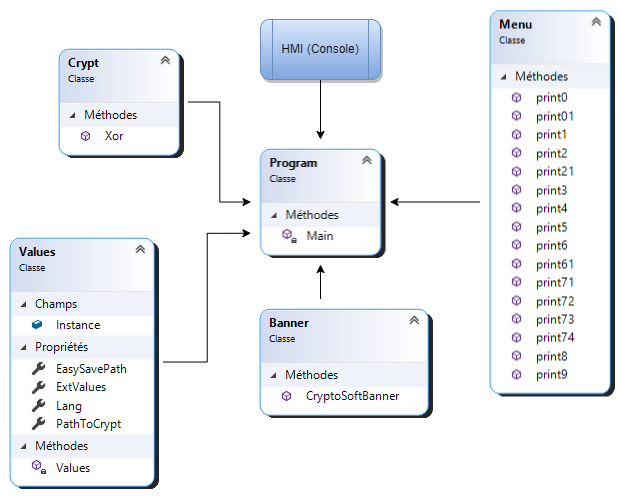 HMI (Console)
Crypt
Classe
Méthodes
Xor
Values
Classe
Champs
Instance
Propriétés
EasySavePath
ExtValues
Lang
PathToCrypt
Méthodes
Values
Program
Classe
Méthodes
Main
Banner
Classe
Méthodes
CryptoSoftBanner
Menu
Classe
Méthodes
print0
print01
print1
print2
print21
print3
print4
print5
print6
print61
print71
print72
print73
print74
print8
print9